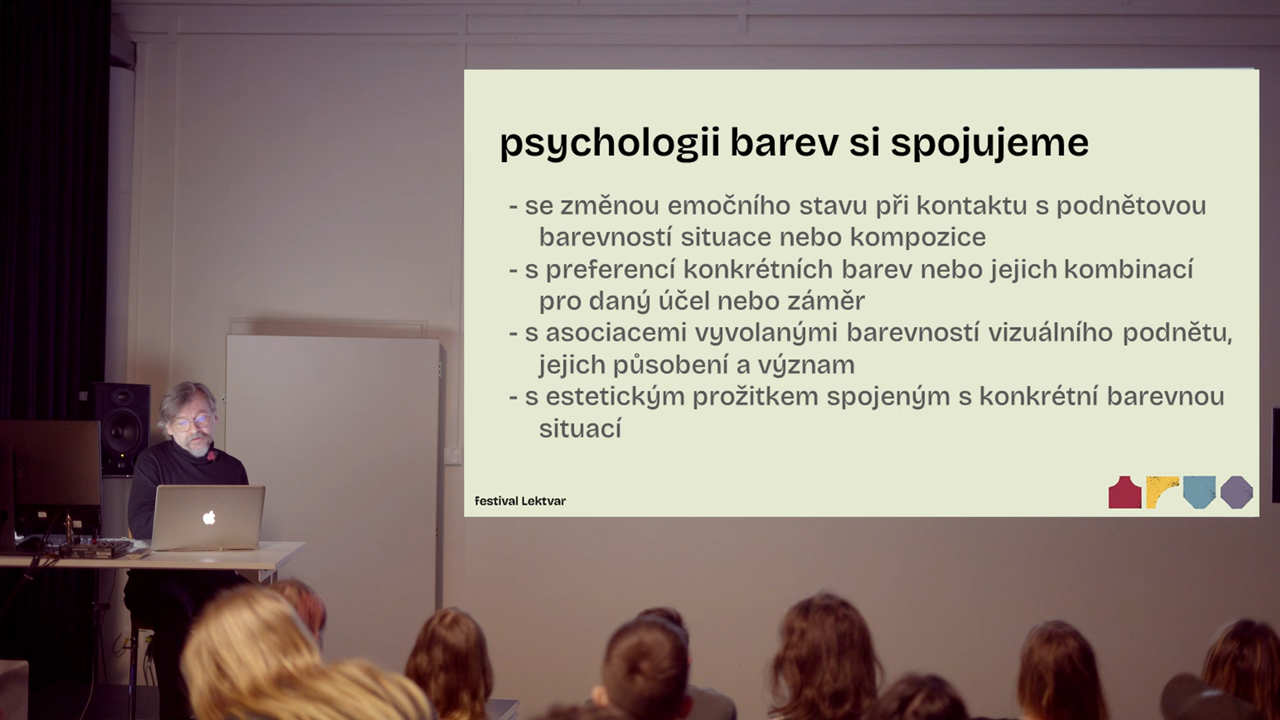 psychologii barev si spojujeme
- se změnou emočního stavu při kontaktu s podnětovou
barevností situace nebo kompozice
- s preferencí konkrétních barev nebo jejich kombinací
pro daný účel nebo záměr
- s asociacemi vyvolanými barevností vizuálního podnětu,
jejich působení a význam
- s estetickým prožitkem spojeným s konkrétní barevnou
situací
festival Lektvar